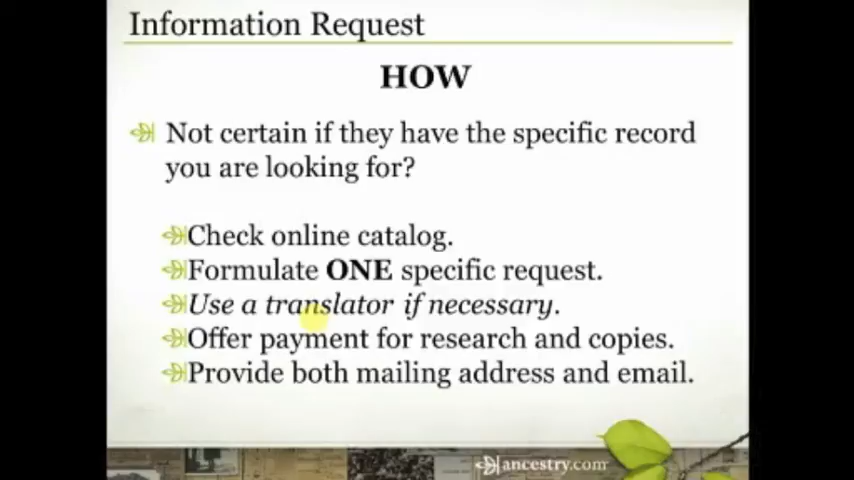 Information Request
HOW
Not certain if they have the specific record
you are looking for?
Check online catalog.
Formulate ONE specific request.
Use a translator if necessary.
Offer payment for research and copies.
Provide both mailing address and email.
ancestry.com